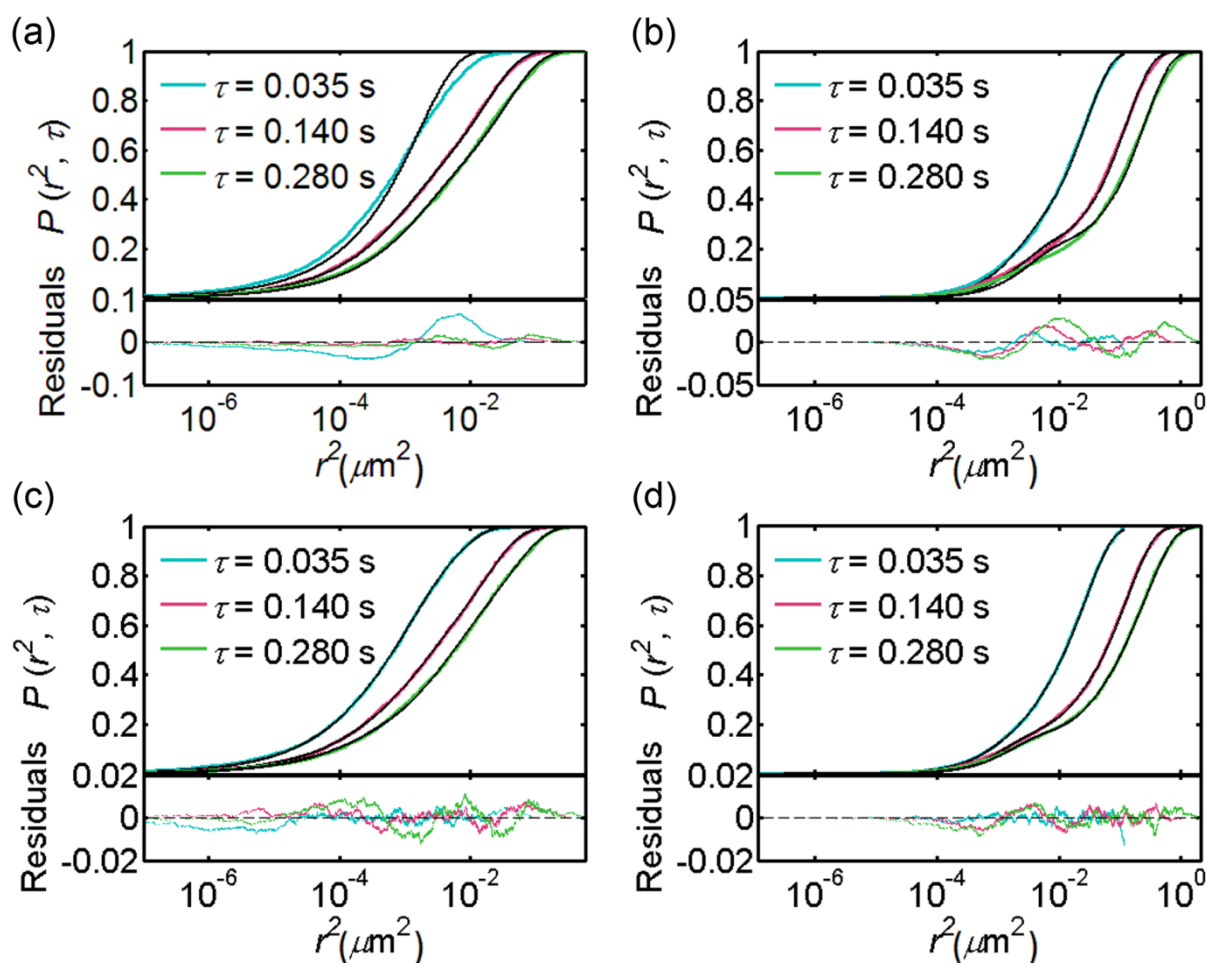 (a)
1
0.8
0.6
0.4
0.2
0.1
0
-0.1
P (r², τ)
Residuals
τ = 0.035 s
τ = 0.140 s
τ = 0.280 s
10⁻⁶ 10⁻⁴ 10⁻²
r²(μm²)
(b)
1
0.8
0.6
0.4
0.2
0.05
0
-0.05
P (r², τ)
Residuals
τ = 0.035 s
τ = 0.140 s
τ = 0.280 s
10⁻⁶ 10⁻⁴ 10⁻² 10⁰
r²(μm²)
(c)
1
0.8
0.6
0.4
0.2
0.02
0
-0.02
P (r², τ)
Residuals
τ = 0.035 s
τ = 0.140 s
τ = 0.280 s
10⁻⁶ 10⁻⁴ 10⁻²
r²(μm²)
(d)
1
0.8
0.6
0.4
0.2
0.02
0
-0.02
P (r², τ)
Residuals
τ = 0.035 s
τ = 0.140 s
τ = 0.280 s
10⁻⁶ 10⁻⁴ 10⁻² 10⁰
r²(μm²)